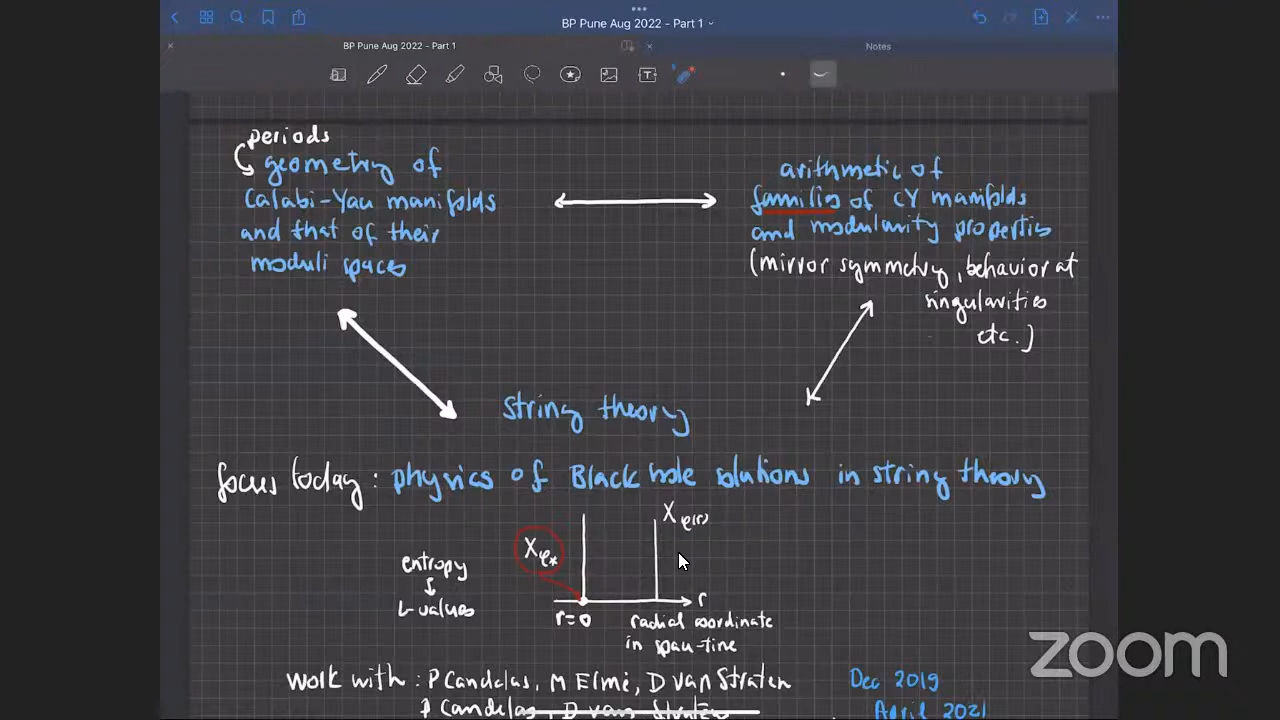 BP Pune Aug 2022 - Part 1
BP Pune Aug 2022 - Part 1
Notes
periods
geometry of
Calabi-Yau manifolds
and that of their
moduli spaces
arithmetic of
families of CY manifolds
and modularity properties
(mirror symmetry, behavior at
singularities
etc.)
string theory
focus today: physics of Black hole solutions in string theory
X φ(r)
X φ*
entropy
L-values
r=0
r
radial coordinate
in space-time
work with: P Candelas, M Elmi, D van Straten
Dec 2019
P Candelas, D van Straten
April 2021
zoom